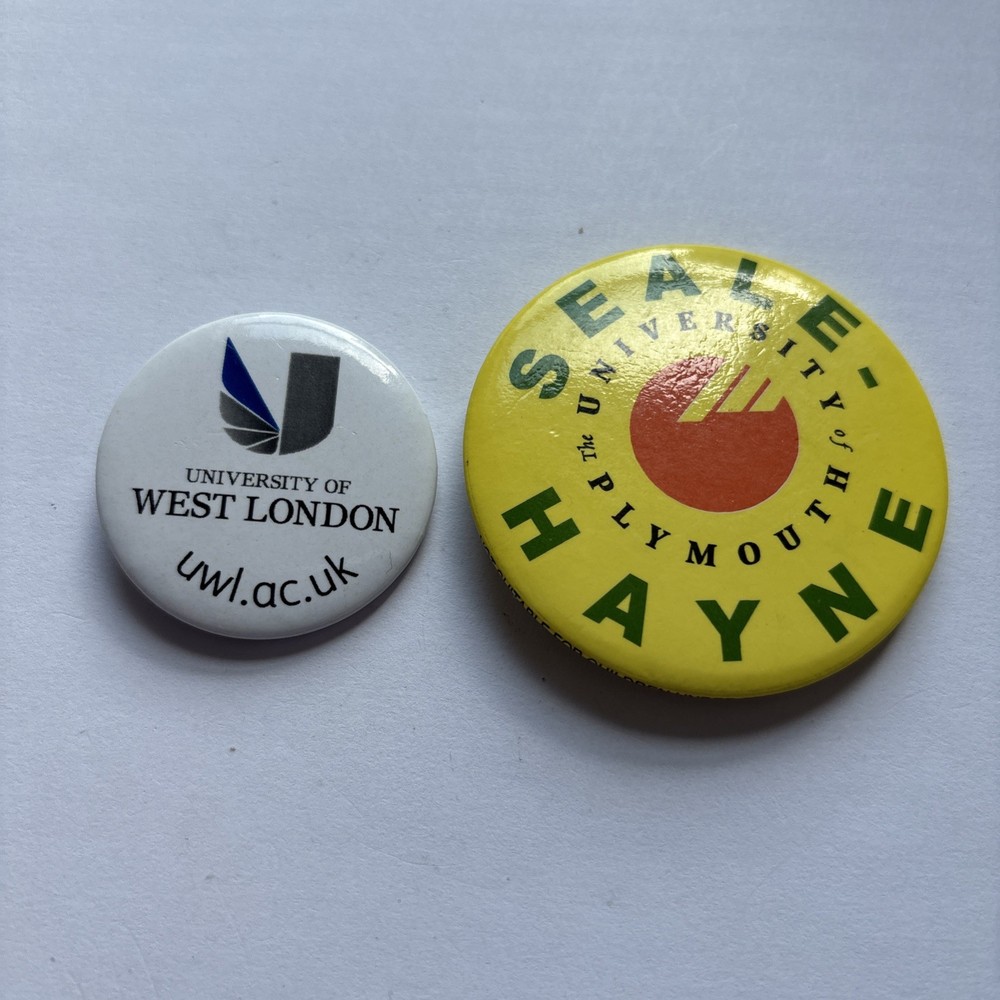 UNIVERSITY OF
WEST LONDON
uwl.ac.uk
SEALE-
HAYNE
The UNIVERSITY of
PLYMOUTH